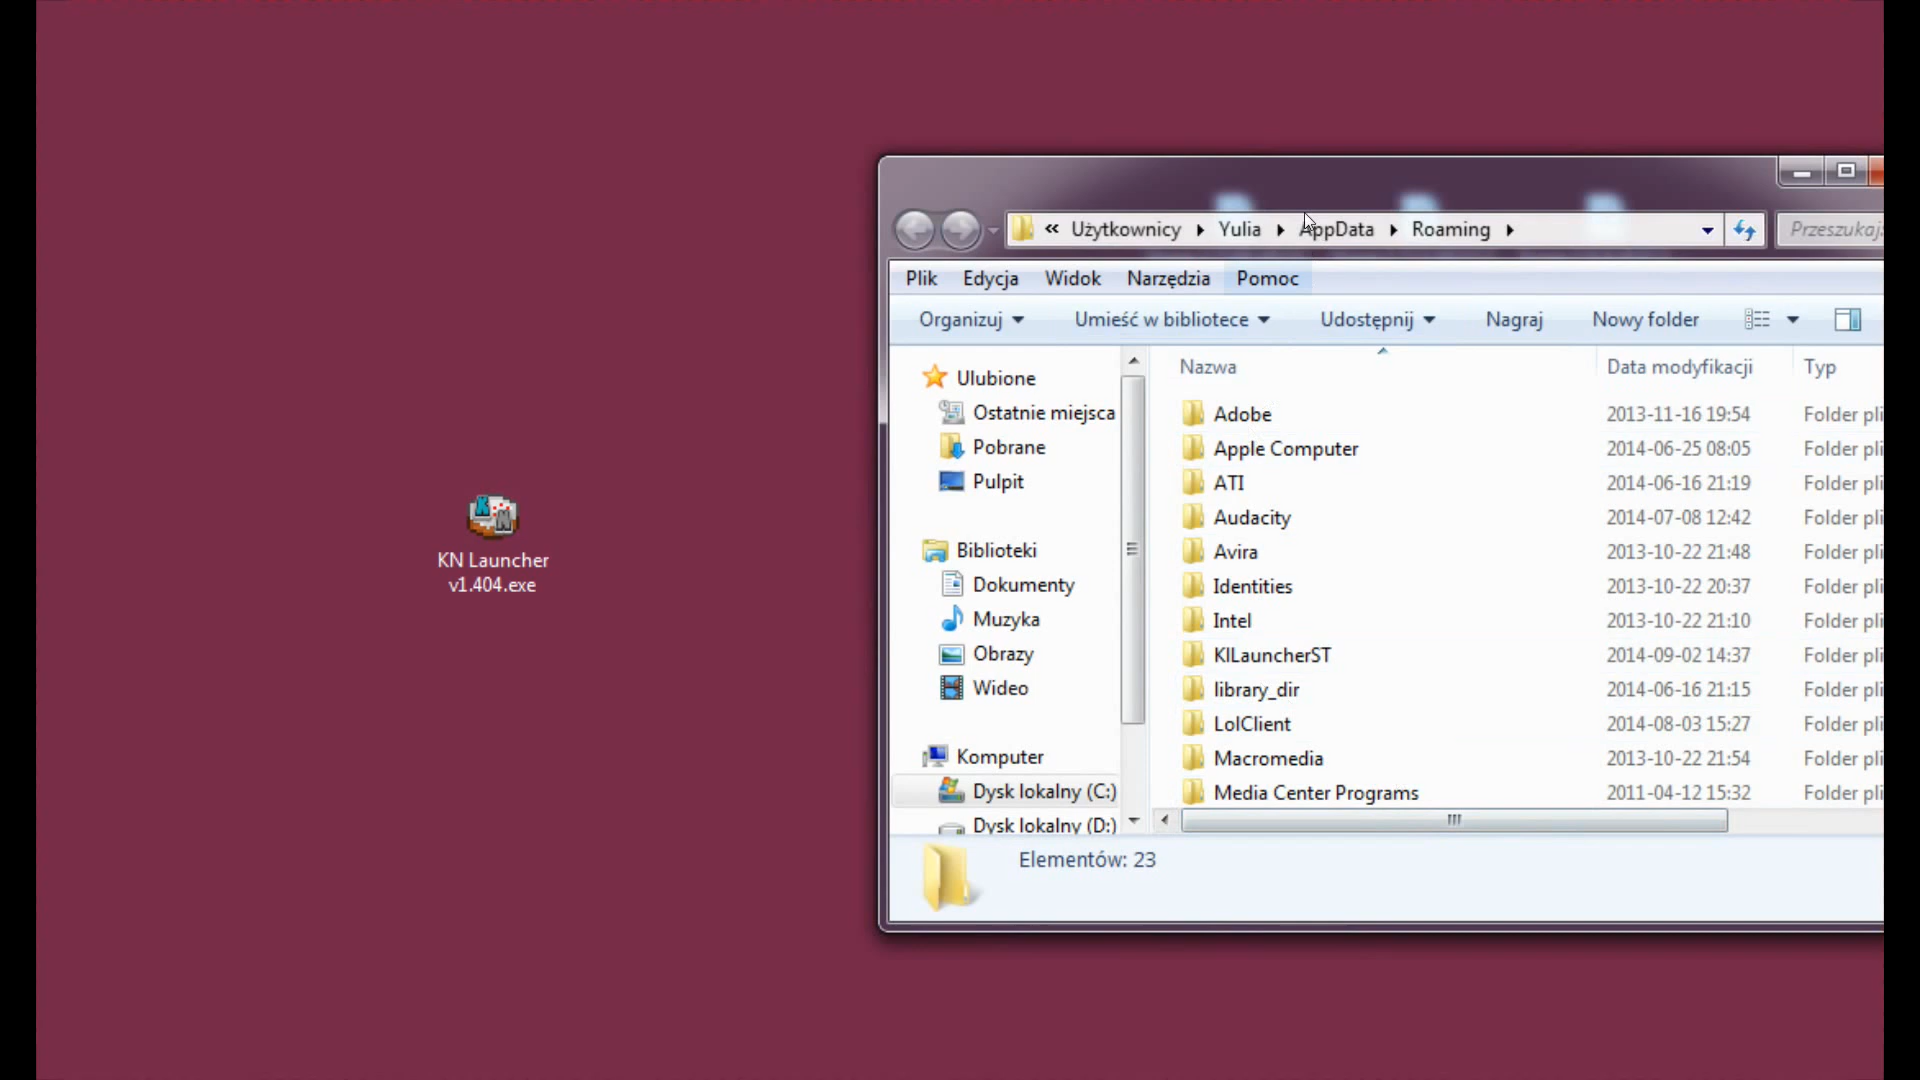 « Użytkownicy Yulia AppData Roaming
Przeszukaj:
Plik Edycja Widok Narzędzia Pomoc
Organizuj Umieść w bibliotece Udostępnij Nagraj Nowy folder
Ulubione
Ostatnie miejsca
Pobrane
Pulpit
Biblioteki
Dokumenty
Muzyka
Obrazy
Wideo
Komputer
Dysk lokalny (C:)
Dysk lokalny (D:)
Nazwa Data modyfikacji Typ
Adobe 2013-11-16 19:54 Folder pli
Apple Computer 2014-06-25 08:05 Folder pli
ATI 2014-06-16 21:19 Folder pli
Audacity 2014-07-08 12:42 Folder pli
Avira 2013-10-22 21:48 Folder pli
Identities 2013-10-22 20:37 Folder pli
Intel 2013-10-22 21:10 Folder pli
KILauncherST 2014-09-02 14:37 Folder pli
library_dir 2014-06-16 21:15 Folder pli
LolClient 2014-08-03 15:27 Folder pli
Macromedia 2013-10-22 21:54 Folder pli
Media Center Programs 2011-04-12 15:32 Folder pli
Elementów: 23
KN Launcher
v1.404.exe